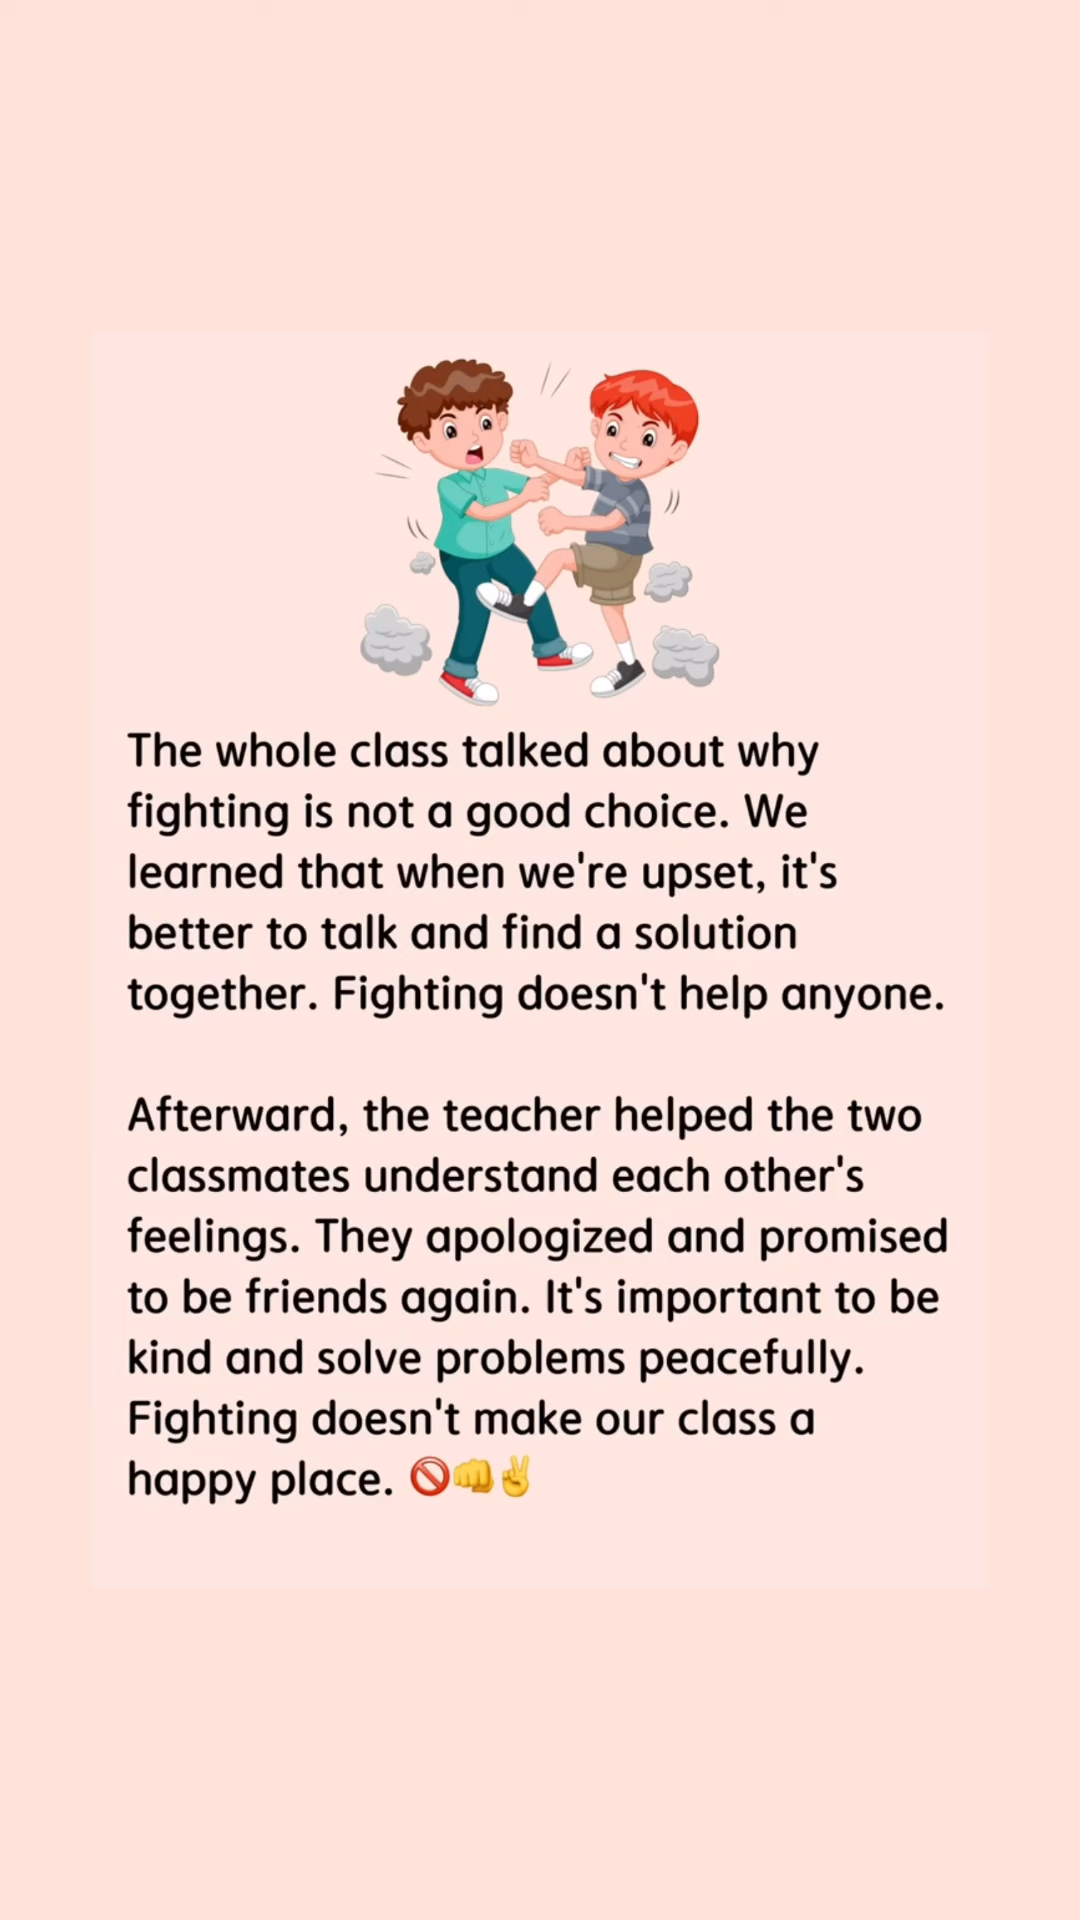 The whole class talked about why
fighting is not a good choice. We
learned that when we're upset, it's
better to talk and find a solution
together. Fighting doesn't help anyone.
Afterward, the teacher helped the two
classmates understand each other's
feelings. They apologized and promised
to be friends again. It's important to be
kind and solve problems peacefully.
Fighting doesn't make our class a
happy place. 🚫👊✌️